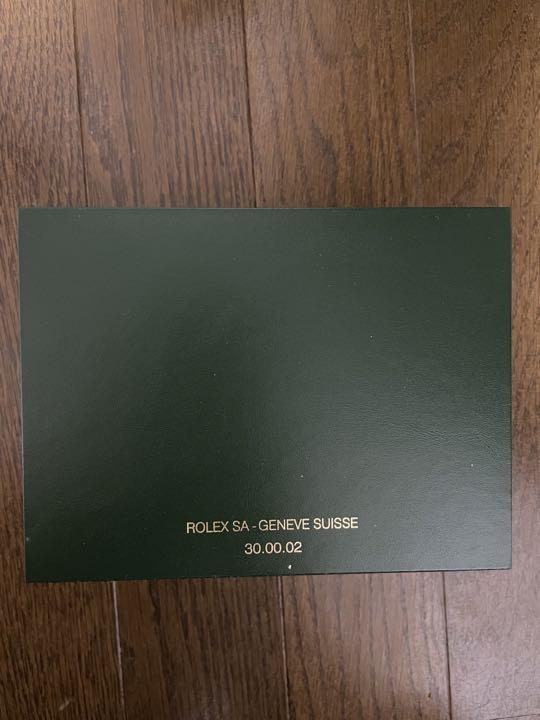 ROLEX SA - GENEVE SUISSE
30.00.02